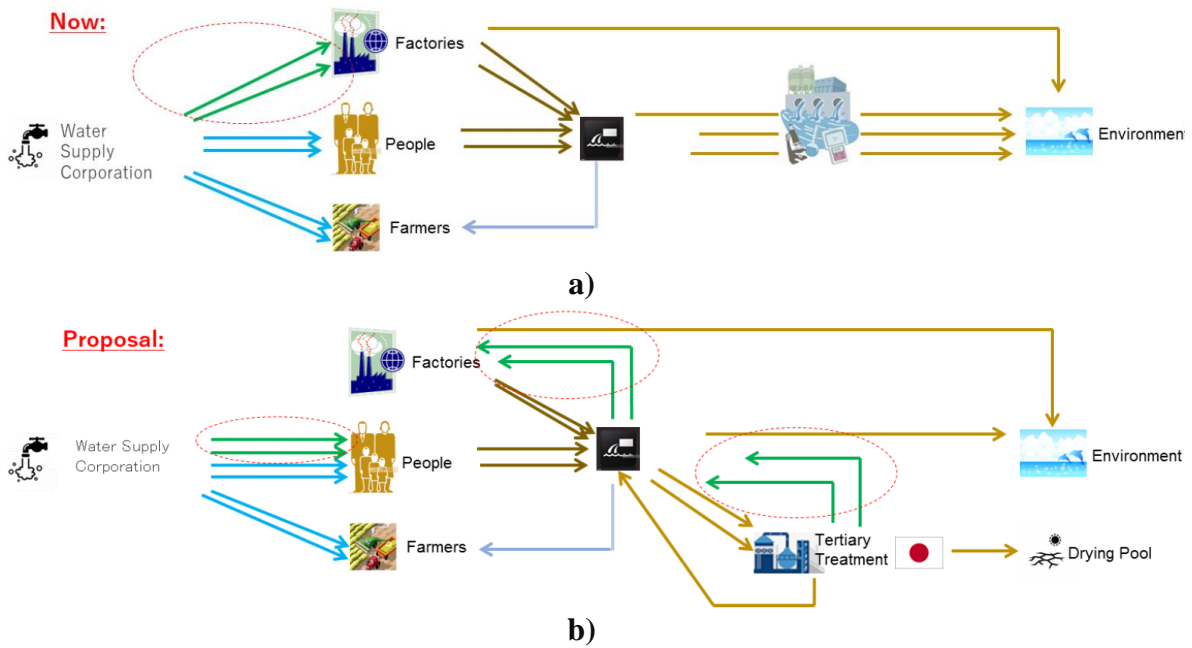 Now:
Factories
Water
Supply
Corporation
People
Environment
Farmers
a)
Proposal:
Factories
Water Supply
Corporation
People
Environment
Tertiary
Treatment
Drying Pool
Farmers
b)